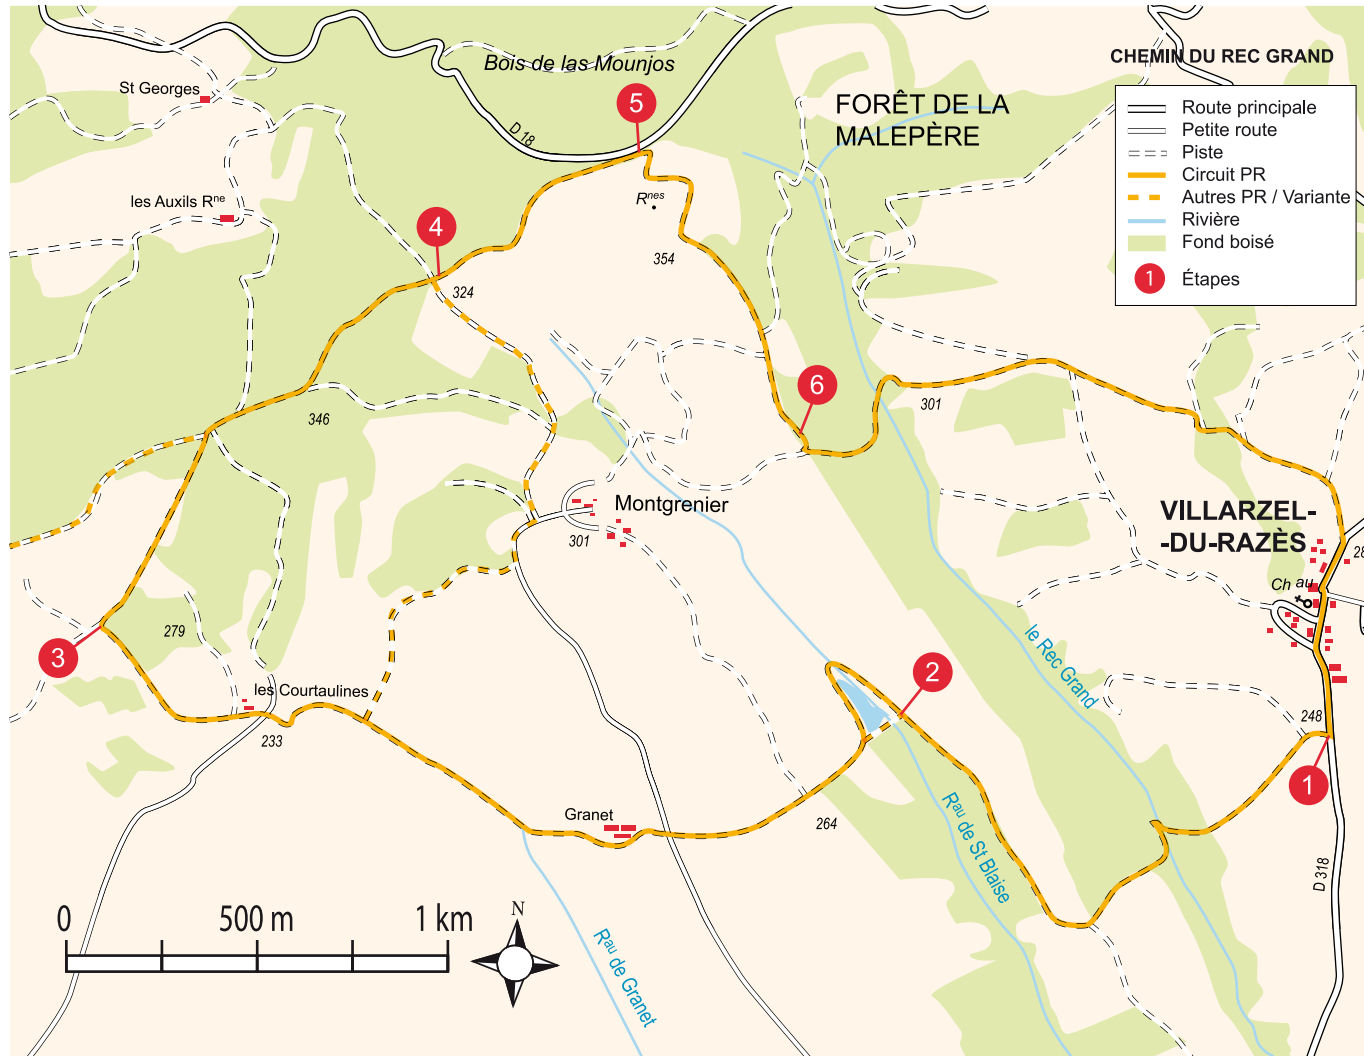 CHEMIN DU REC GRAND
Route principale
Petite route
Piste
Circuit PR
Autres PR / Variante
Rivière
Fond boisé
1 Étapes
Bois de las Mounjos
St Georges
5
FORÊT DE LA
MALEPÈRE
D 18
les Auxils Rne
Rnes
4
354
324
6
301
346
VILLARZEL-
-DU-RAZÈS
Montgrenier
301
28
Ch au
279
3
le Rec Grand
2
les Courtaulines
248
233
1
Granet
264
Rau de St Blaise
D 318
0 500 m 1 km
N
Rau de Granet